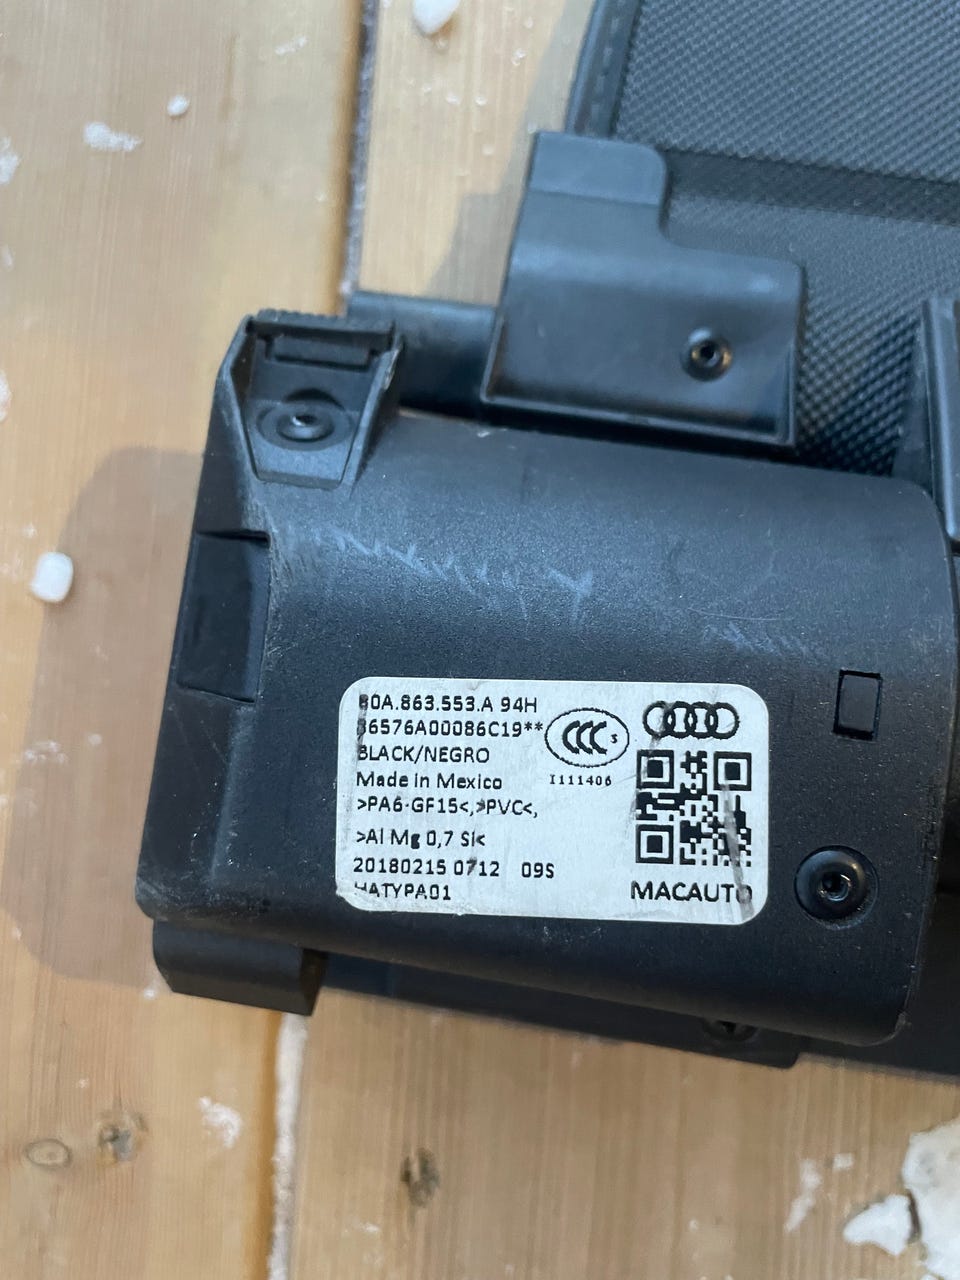 80A.863.553.A 94H
86576A00086C19**
BLACK/NEGRO
Made in Mexico
>PA6-GF15<,>PVC<,
>Al Mg 0,7 Si<
20180215 0712 09S
HATYPA01
CCC S
I111406
MACAUTO